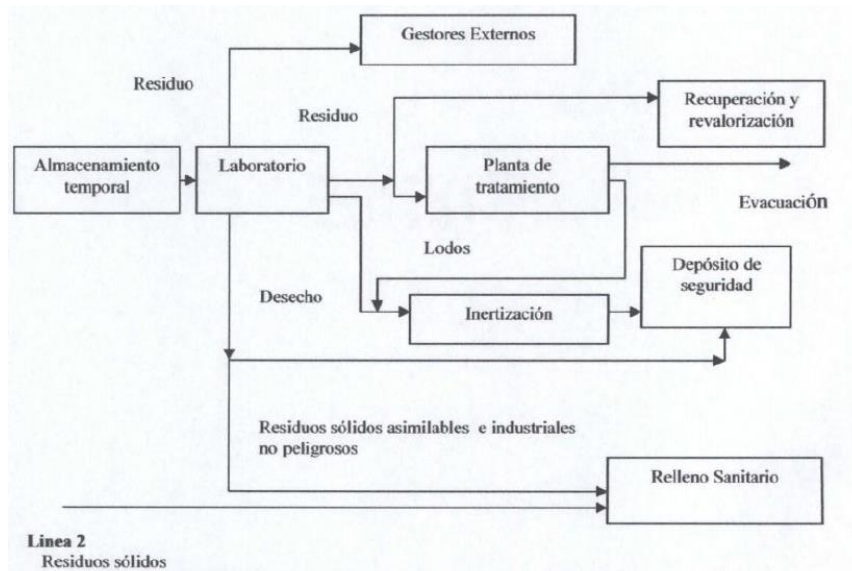 Gestores Externos
Residuo
Residuo
Recuperación y
revalorización
Almacenamiento
temporal
Laboratorio
Planta de
tratamiento
Evacuación
Lodos
Depósito de
seguridad
Desecho
Inertización
Residuos sólidos asimilables e industriales
no peligrosos
Relleno Sanitario
Linea 2
Residuos sólidos